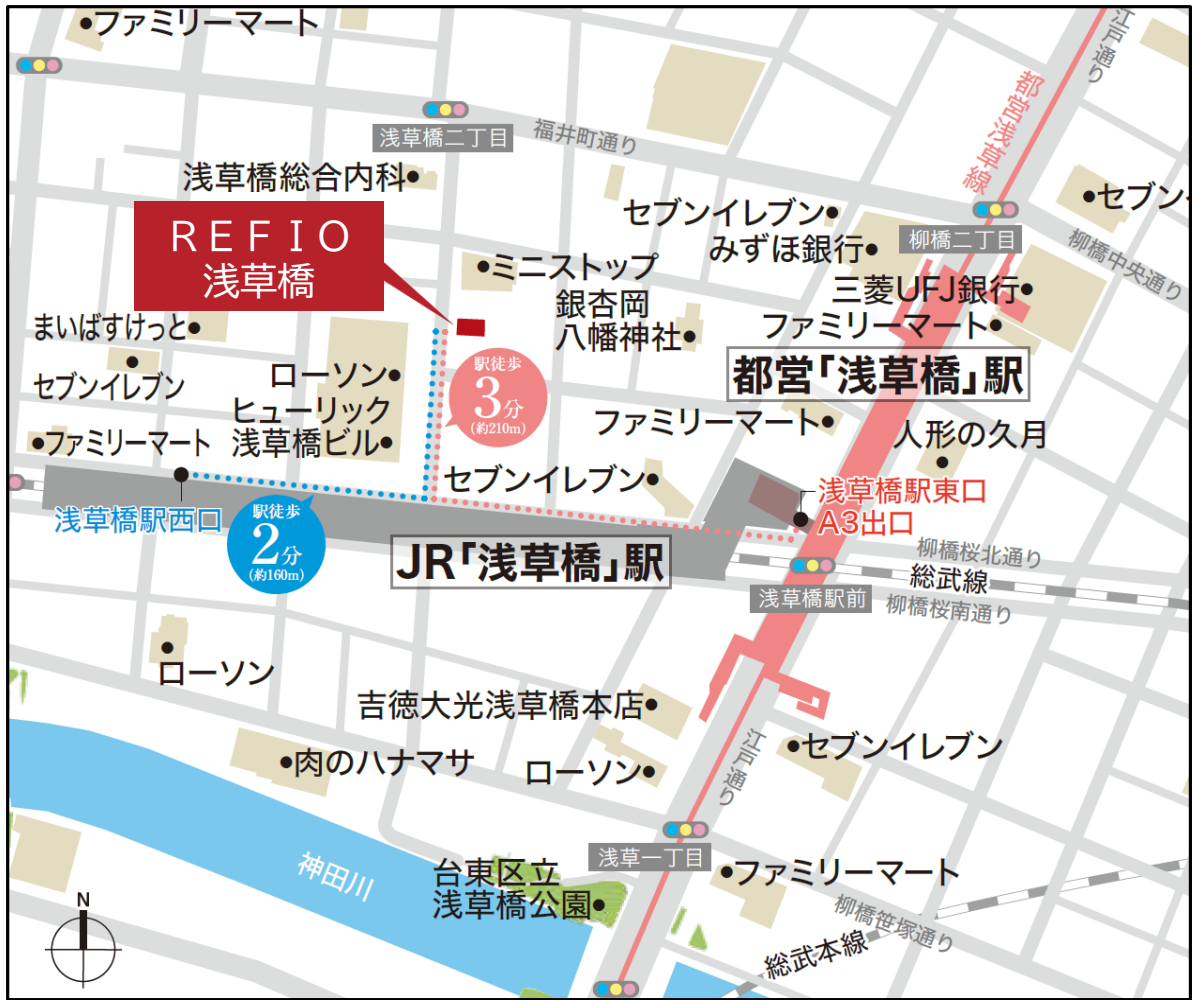 ファミリーマート
江戸通り
都営浅草線
浅草橋二丁目
福井町通り
浅草橋総合内科
セブンイ
セブンイレブン
みずほ銀行
柳橋二丁目
柳橋中央通り
REFIO
浅草橋
ミニストップ
三菱UFJ銀行
銀杏岡
八幡神社
ファミリーマート
まいばすけっと
セブンイレブン
ローソン
ヒューリック
浅草橋ビル
駅徒歩
3分
(約210m)
都営「浅草橋」駅
ファミリーマート
人形の久月
ファミリーマート
セブンイレブン
浅草橋駅東口
A3出口
浅草橋駅西口
駅徒歩
2分
(約160m)
JR「浅草橋」駅
柳橋桜北通り
総武線
浅草橋駅前
柳橋桜南通り
ローソン
吉徳大光浅草橋本店
肉のハナマサ
ローソン
江戸通り
セブンイレブン
浅草一丁目
神田川
台東区立
浅草橋公園
ファミリーマート
柳橋笹塚通り
総武本線
N